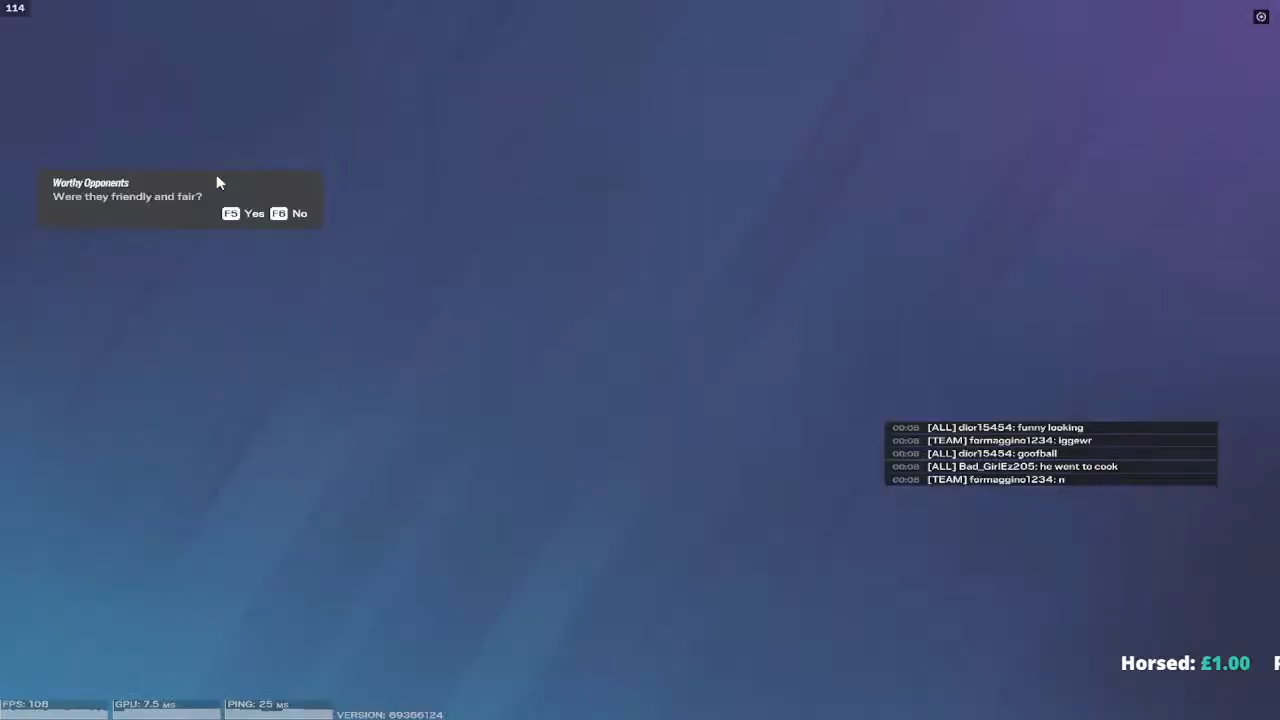 114
Worthy Opponents
Were they friendly and fair?
F5 Yes F6 No
00:08 [ALL] dior15454: funny looking
00:08 [TEAM] formaggino1234: iggewr
00:08 [ALL] dior15454: goofball
00:08 [ALL] Bad_GirlEz205: he went to cook
00:08 [TEAM] formaggino1234: n
Horsed: £1.00
FPS: 108
GPU: 7.5 MS
PING: 25 MS
VERSION: 69366124